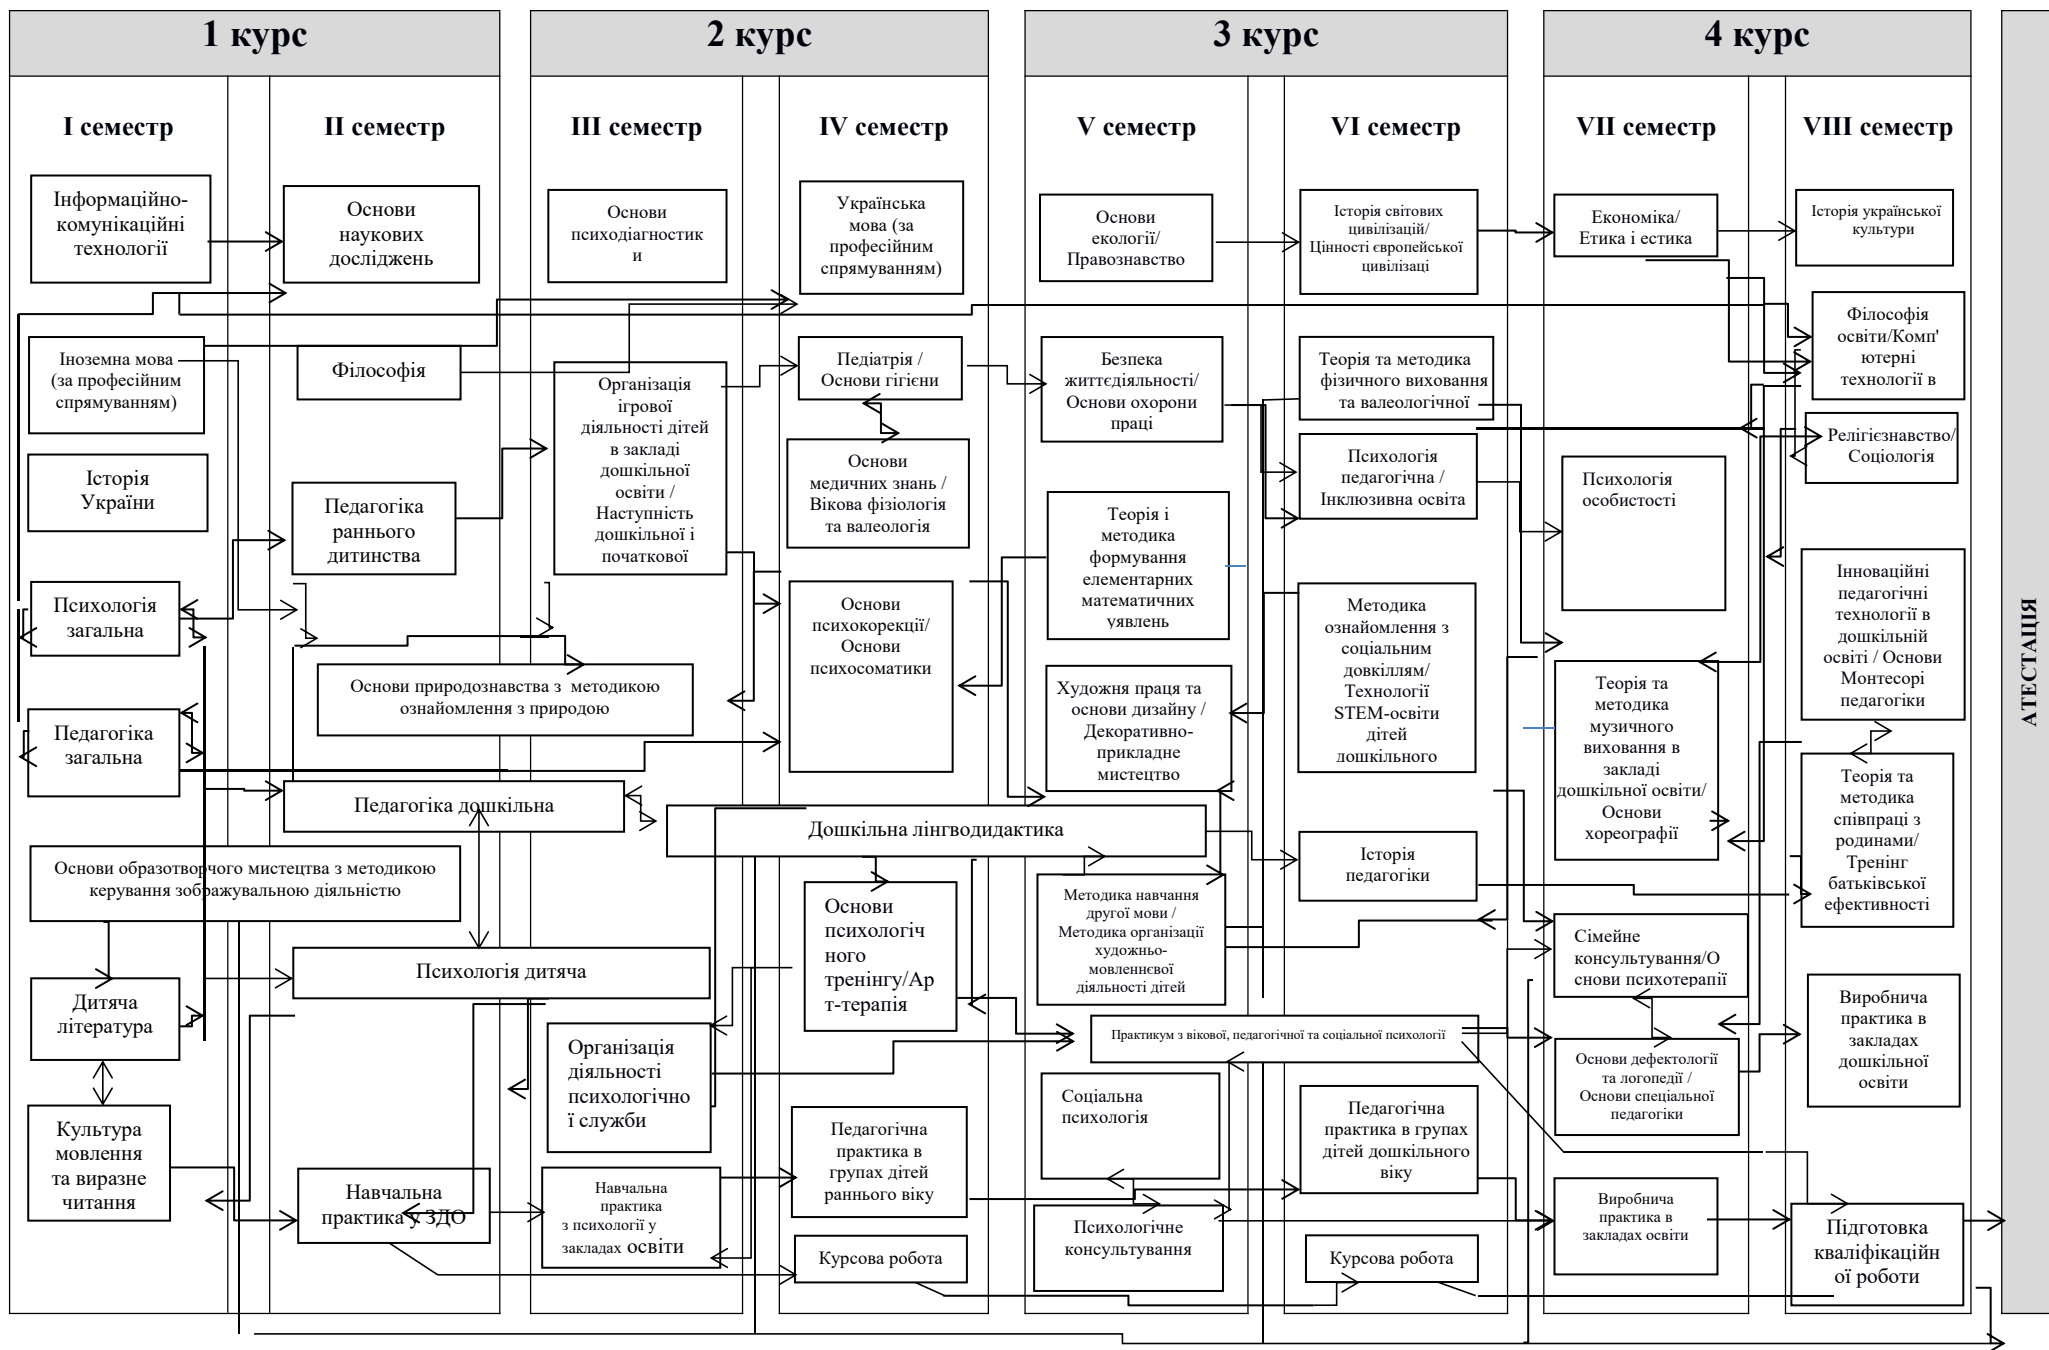 1 курс
2 курс
3 курс
4 курс
І семестр
ІІ семестр
ІІІ семестр
IV семестр
V семестр
VI семестр
VII семестр
VIII семестр
Інформаційно-
комунікаційні
технології
Іноземна мова
(за професійним
спрямуванням)
Історія
України
Психологія
загальна
Педагогіка
загальна
Основи образотворчого мистецтва з методикою
керування зображувальною діяльністю
Дитяча
література
Культура
мовлення
та виразне
читання
Основи
наукових
досліджень
Філософія
Педагогіка
раннього
дитинства
Основи природознавства з методикою
ознайомлення з природою
Педагогіка дошкільна
Психологія дитяча
Навчальна
практика у ЗДО
Основи
психодіагностик
и
Організація
ігрової
діяльності дітей
в закладі
дошкільної
освіти /
Наступність
дошкільної і
початкової
Організація
діяльності
психологічно
ї служби
Навчальна
практика
з психології у
закладах освіти
Українська
мова (за
професійним
спрямуванням)
Педіатрія /
Основи гігієни
Основи
медичних знань /
Вікова фізіологія
та валеологія
Основи
психокорекції/
Основи
психосоматики
Дошкільна лінгводидактика
Основи
психологіч
ного
тренінгу/Ар
т-терапія
Педагогічна
практика в
групах дітей
раннього віку
Курсова робота
Основи
екології/
Правознавство
Безпека
життєдіяльності/
Основи охорони
праці
Теорія і
методика
формування
елементарних
математичних
уявлень
Художня праця та
основи дизайну /
Декоративно-
прикладне
мистецтво
Методика навчання
другої мови /
Методика організації
художньо-
мовленнєвої
діяльності дітей
Практикум з вікової, педагогічної та соціальної психології
Соціальна
психологія
Психологічне
консультування
Історія світових
цивілізацій/
Цінності європейської
цивілізаці
Теорія та методика
фізичного виховання
та валеологічної
Психологія
педагогічна /
Інклюзивна освіта
Методика
ознайомлення з
соціальним
довкіллям/
Технології
STEM-освіти
дітей
дошкільного
Історія
педагогіки
Педагогічна
практика в групах
дітей дошкільного
віку
Курсова робота
Економіка/
Етика і естика
Психологія
особистості
Теорія та
методика
музичного
виховання в
закладі
дошкільної освіти/
Основи
хореографії
Сімейне
консультування/О
снови психотерапії
Основи дефектології
та логопедії /
Основи спеціальної
педагогіки
Виробнича
практика в
закладах освіти
Історія української
культури
Філософія
освіти/Комп'
ютерні
технології в
Релігієзнавство/
Соціологія
Інноваційні
педагогічні
технології в
дошкільній
освіті / Основи
Монтесорі
педагогіки
Теорія та
методика
співпраці з
родинами/
Тренінг
батьківської
ефективності
Виробнича
практика в
закладах
дошкільної
освіти
Підготовка
кваліфікаційн
ої роботи
АТЕСТАЦІЯ